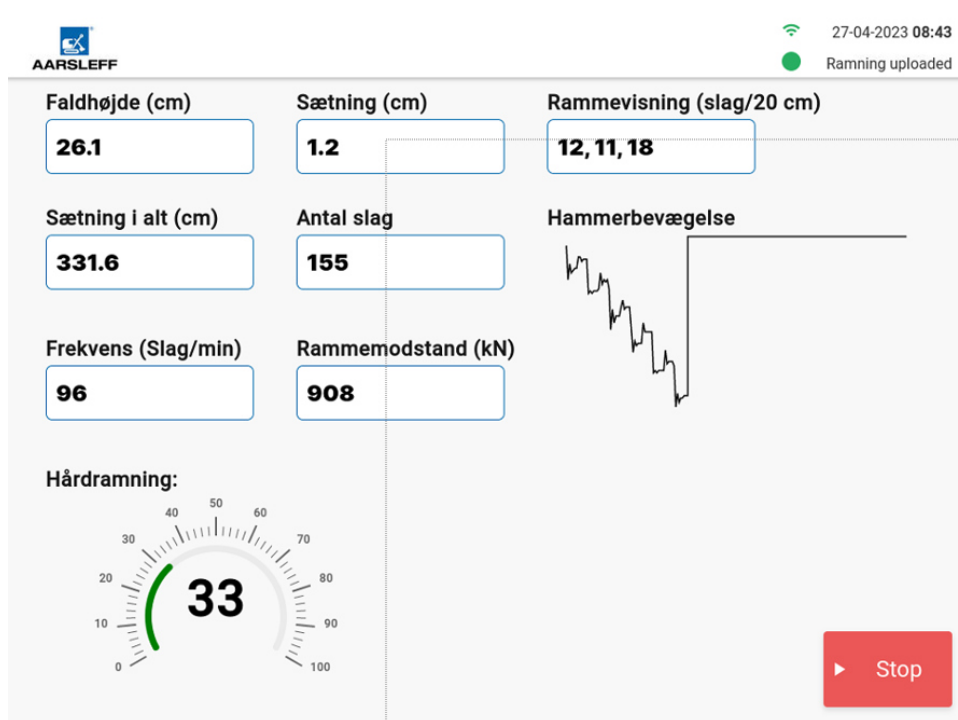 AARSLEFF
27-04-2023 08:43
Ramning uploaded
Faldhøjde (cm)
26.1
Sætning (cm)
1.2
Rammevisning (slag/20 cm)
12, 11, 18
Sætning i alt (cm)
331.6
Antal slag
155
Hammerbevægelse
Frekvens (Slag/min)
96
Rammemodstand (kN)
908
Hårdramning:
0
10
20
30
40
50
60
70
80
90
100
33
Stop